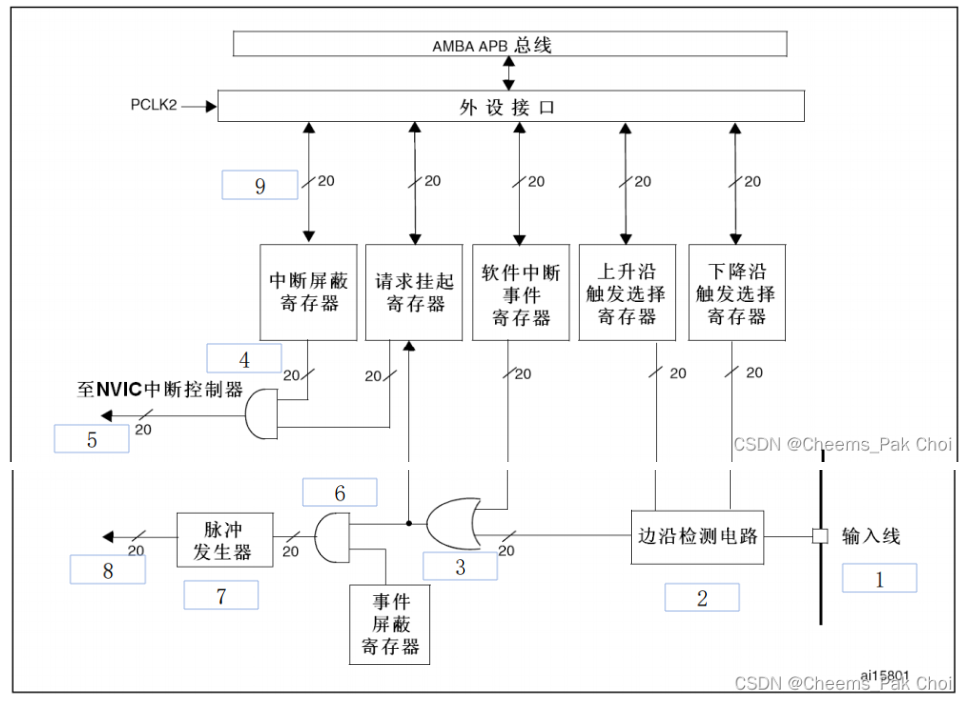 AMBA APB 总线
PCLK2
外设接口
9
20
20
20
20
20
中断屏蔽
寄存器
请求挂起
寄存器
软件中断
事件
寄存器
上升沿
触发选择
寄存器
下降沿
触发选择
寄存器
4
20
20
20
20
20
至NVIC中断控制器
20
5
CSDN @Cheems_Pak Choi
6
脉冲
发生器
20
20
20
边沿检测电路
输入线
8
7
3
2
1
事件
屏蔽
寄存器
ai15801
CSDN @Cheems_Pak Choi